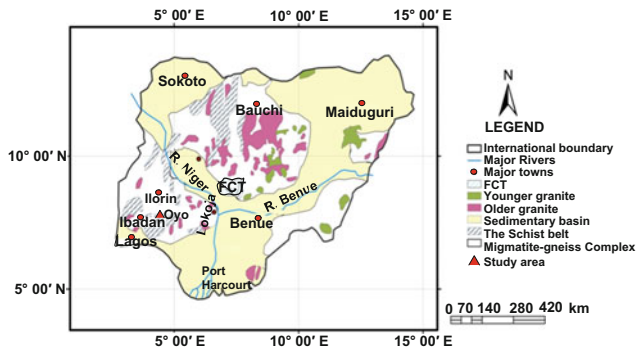 5° 00′ E 10° 00′ E 15° 00′ E
Sokoto
Bauchi
Maiduguri
10° 00′ N
R. Niger
FCT
R. Benue
Ilorin
Oyo
Lokoja
Ibadan
Benue
Lagos
Port
Harcourt
5° 00′ N
5° 00′ E 10° 00′ E 15° 00′ E
N
LEGEND
International boundary
Major Rivers
Major towns
FCT
Younger granite
Older granite
Sedimentary basin
The Schist belt
Migmatite-gneiss Complex
Study area
0 70 140 280 420 km